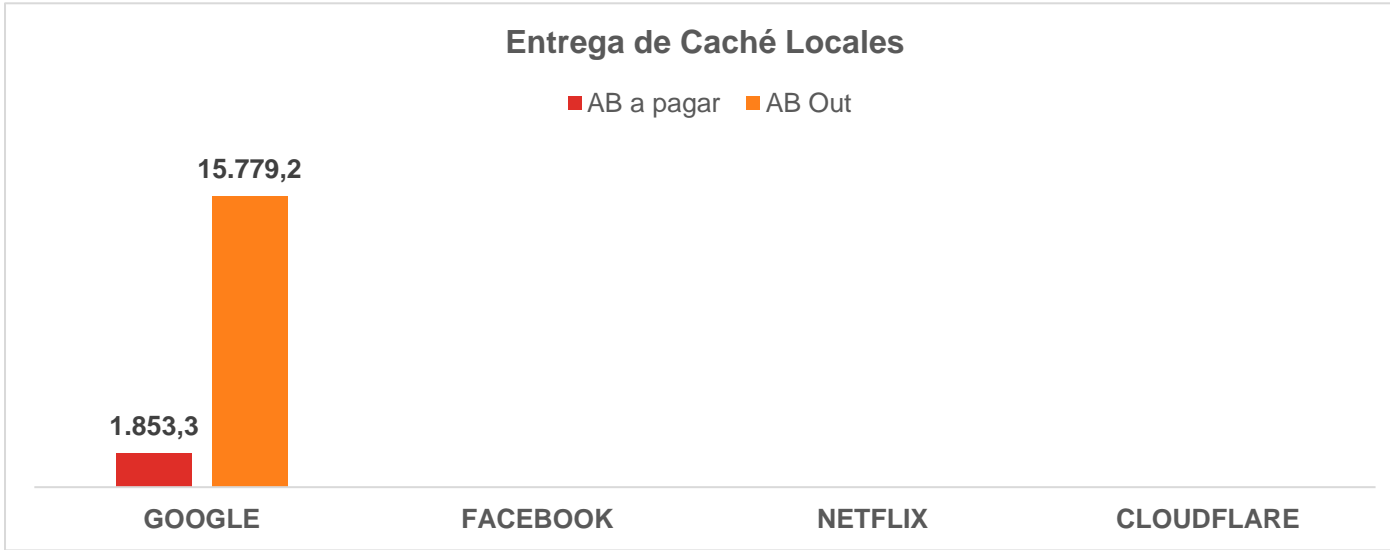 Entrega de Caché Locales
AB a pagar AB Out
15.779,2
1.853,3
GOOGLE FACEBOOK NETFLIX CLOUDFLARE